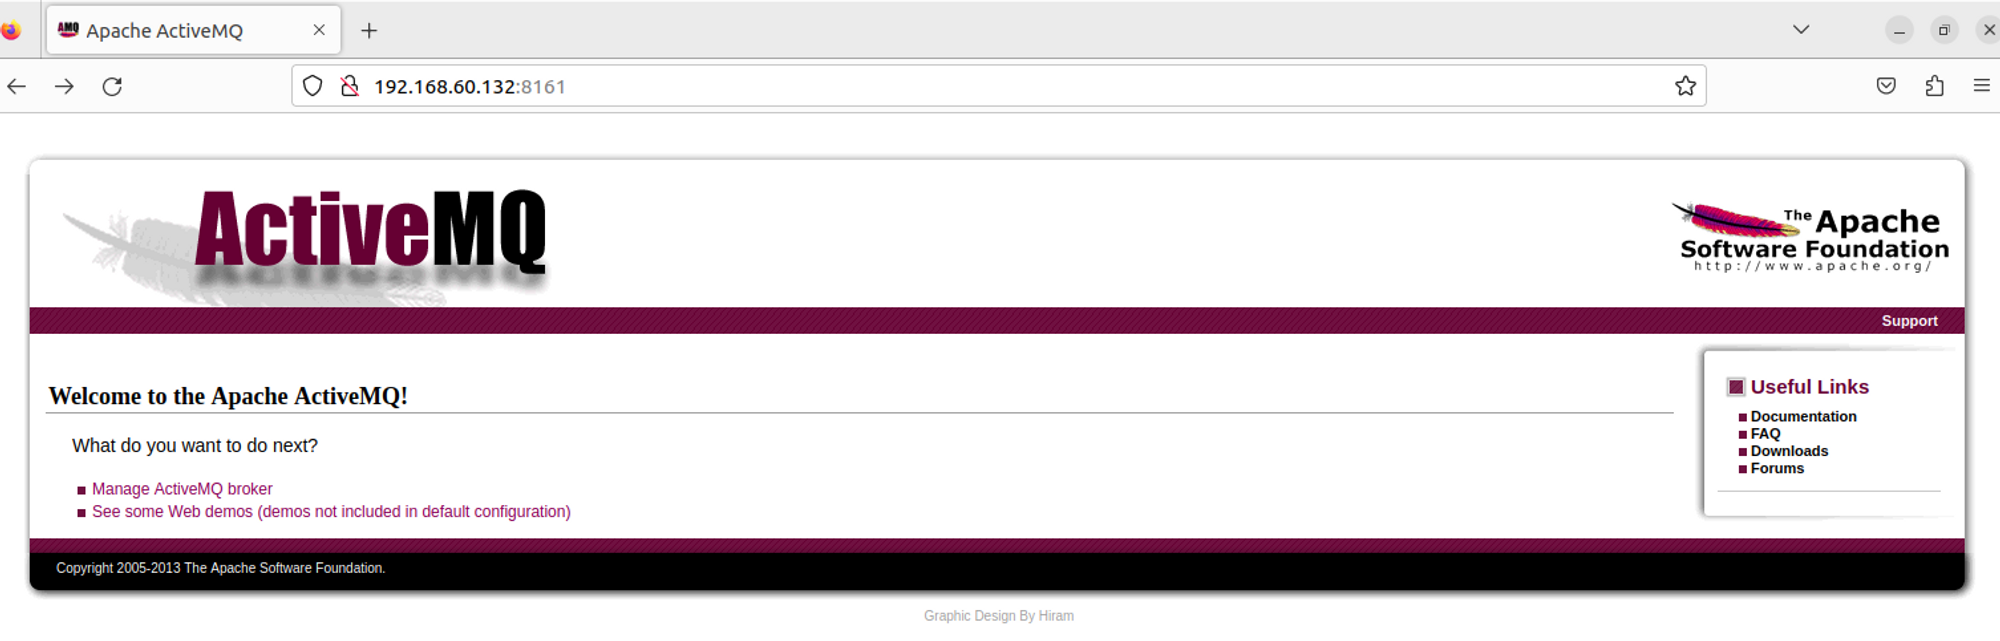 Apache ActiveMQ
192.168.60.132:8161
ActiveMQ
The Apache
Software Foundation
http://www.apache.org/
Support
Welcome to the Apache ActiveMQ!
What do you want to do next?
Manage ActiveMQ broker
See some Web demos (demos not included in default configuration)
Useful Links
Documentation
FAQ
Downloads
Forums
Copyright 2005-2013 The Apache Software Foundation.
Graphic Design By Hiram